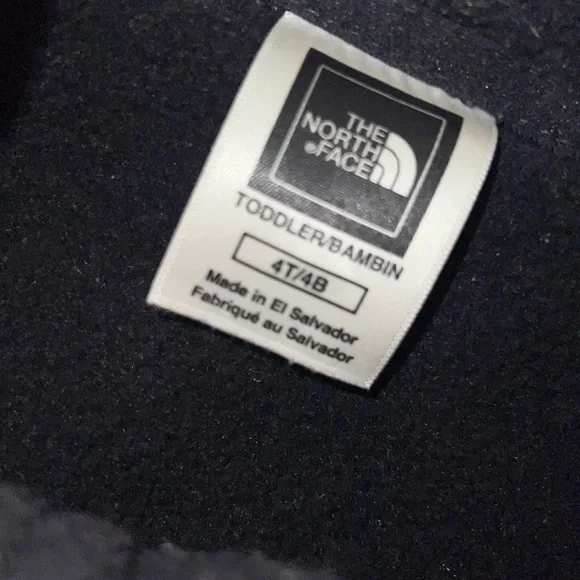 THE
NORTH
FACE
TODDLER/BAMBIN
4T/4B
Made in El Salvador
Fabriqué au Salvador